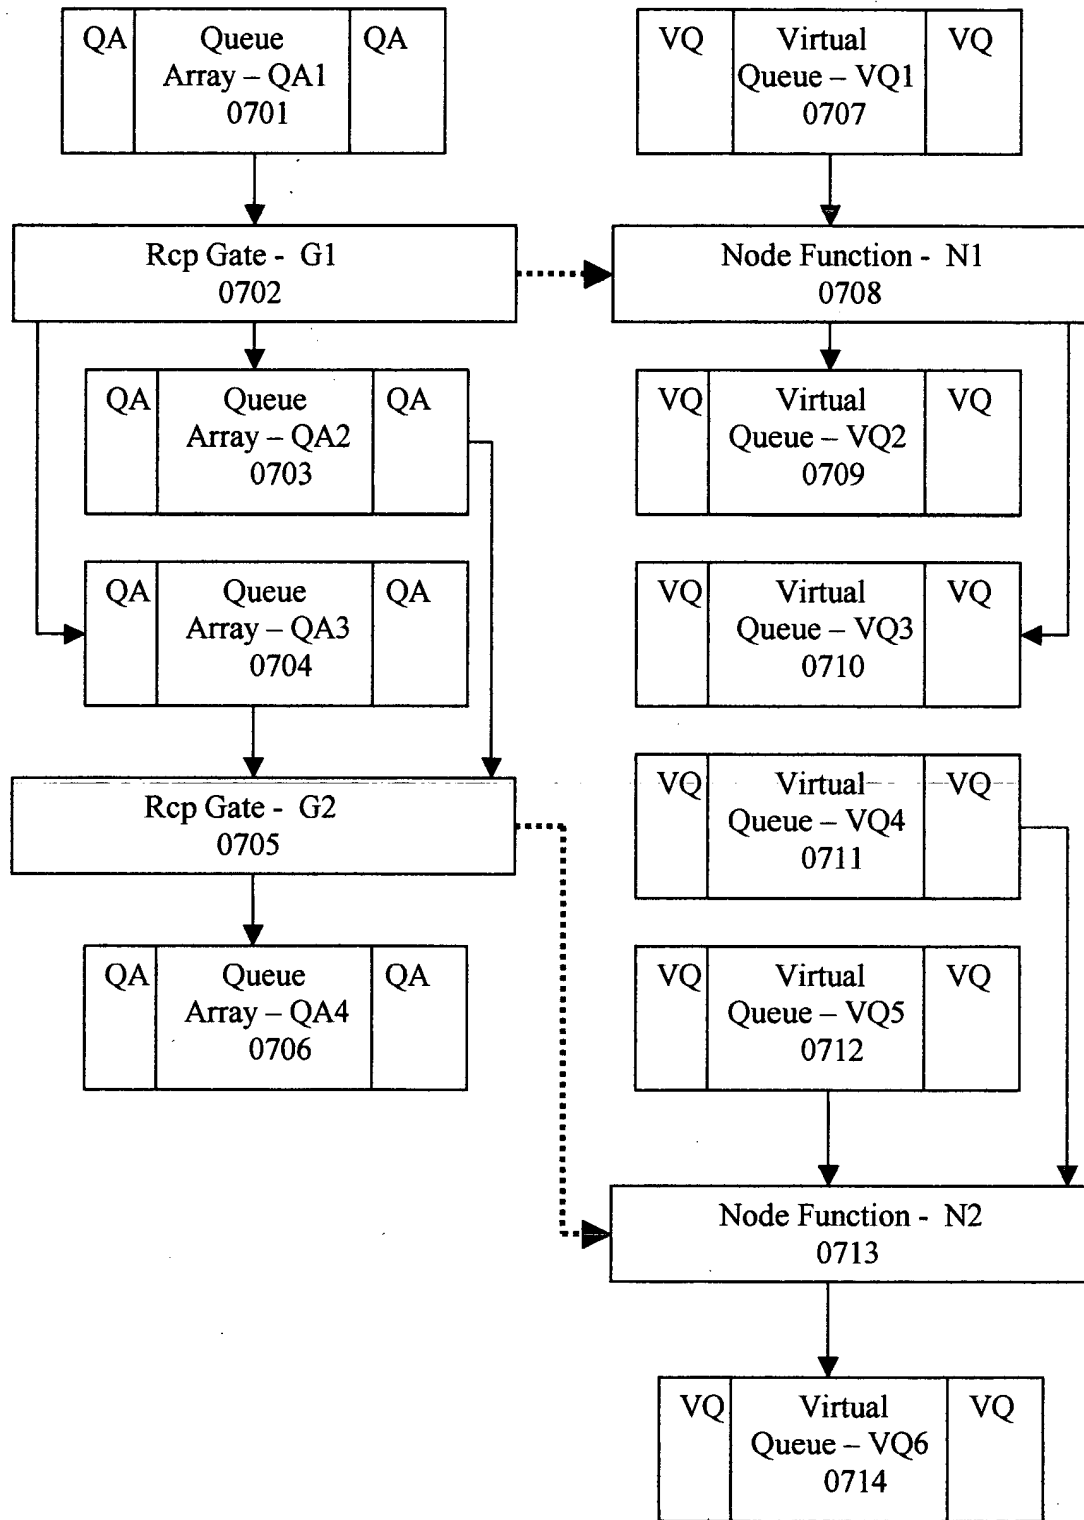 QA
Queue
Array – QA1
0701
QA
VQ
Virtual
Queue – VQ1
0707
VQ
Rcp Gate - G1
0702
Node Function - N1
0708
QA
Queue
Array – QA2
0703
QA
VQ
Virtual
Queue – VQ2
0709
VQ
QA
Queue
Array – QA3
0704
QA
VQ
Virtual
Queue – VQ3
0710
VQ
Rcp Gate - G2
0705
VQ
Virtual
Queue – VQ4
0711
VQ
QA
Queue
Array – QA4
0706
QA
VQ
Virtual
Queue – VQ5
0712
VQ
Node Function - N2
0713
VQ
Virtual
Queue – VQ6
0714
VQ